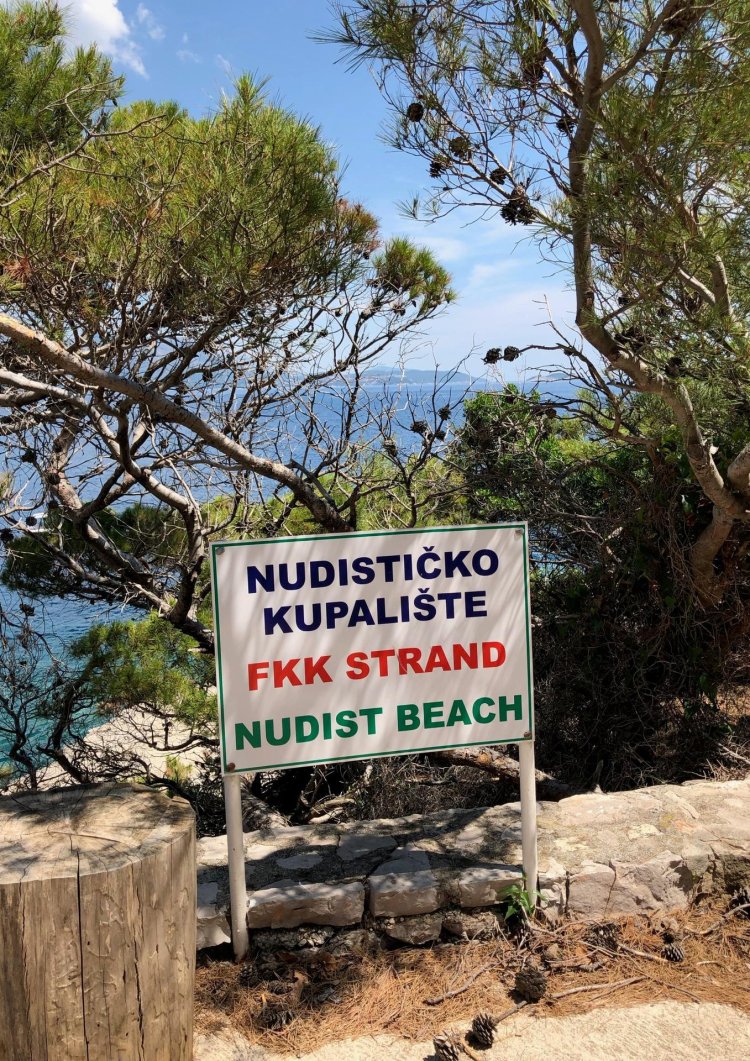 NUDISTIČKO
KUPALIŠTE
FKK STRAND
NUDIST BEACH